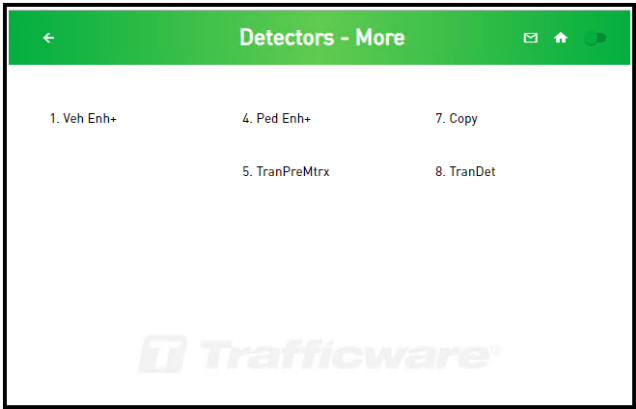 Detectors - More
1. Veh Enh+
4. Ped Enh+
7. Copy
5. TranPreMtrx
8. TranDet
T Trafficware®